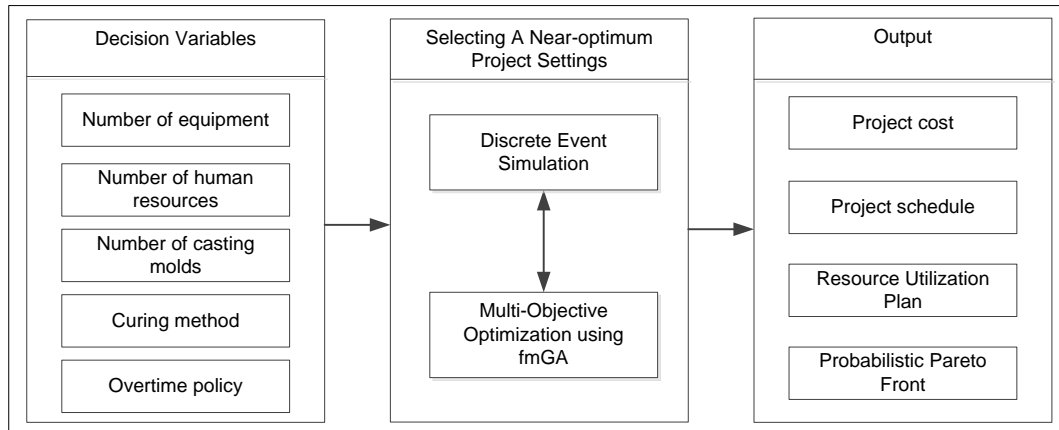 Decision Variables
Number of equipment
Number of human
resources
Number of casting
molds
Curing method
Overtime policy
Selecting A Near-optimum
Project Settings
Discrete Event
Simulation
Multi-Objective
Optimization using
fmGA
Output
Project cost
Project schedule
Resource Utilization
Plan
Probabilistic Pareto
Front